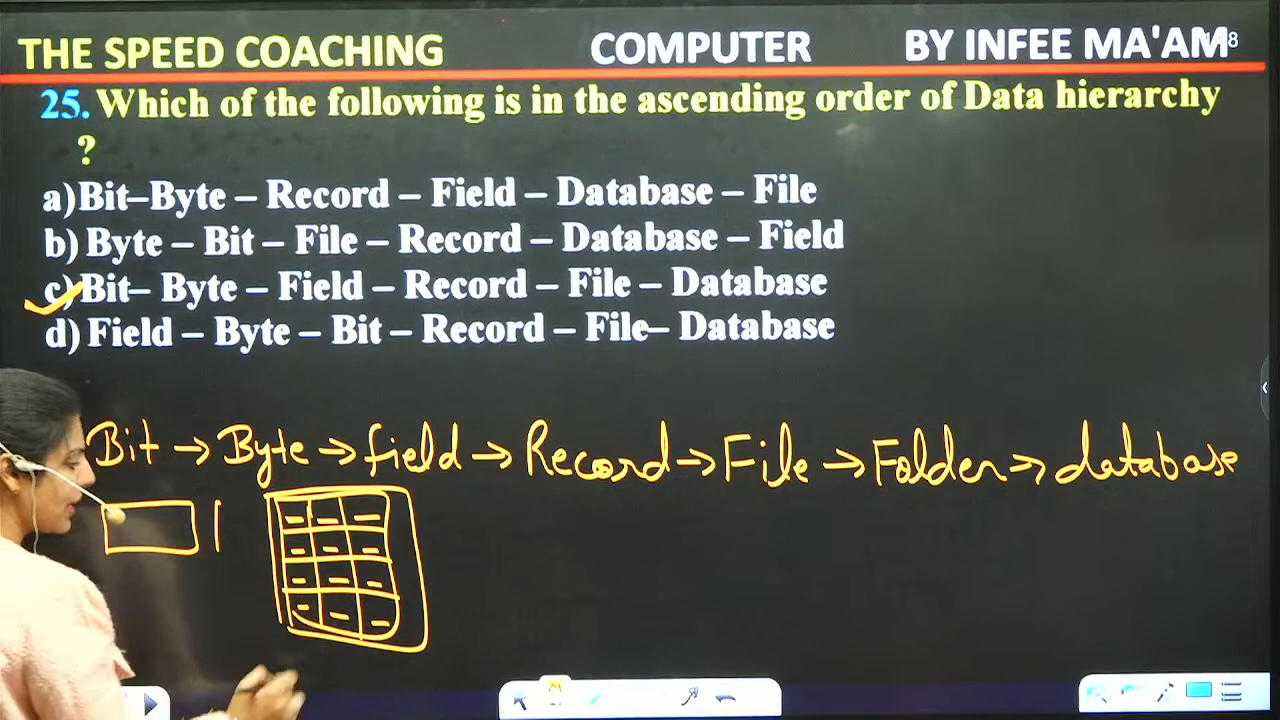 THE SPEED COACHING COMPUTER BY INFEE MA'AM
25. Which of the following is in the ascending order of Data hierarchy
?
a)Bit–Byte – Record – Field – Database – File
b) Byte – Bit – File – Record – Database – Field
c)Bit– Byte – Field – Record – File – Database
d) Field – Byte – Bit – Record – File– Database
Bit → Byte → field → Record → File → Folder → database